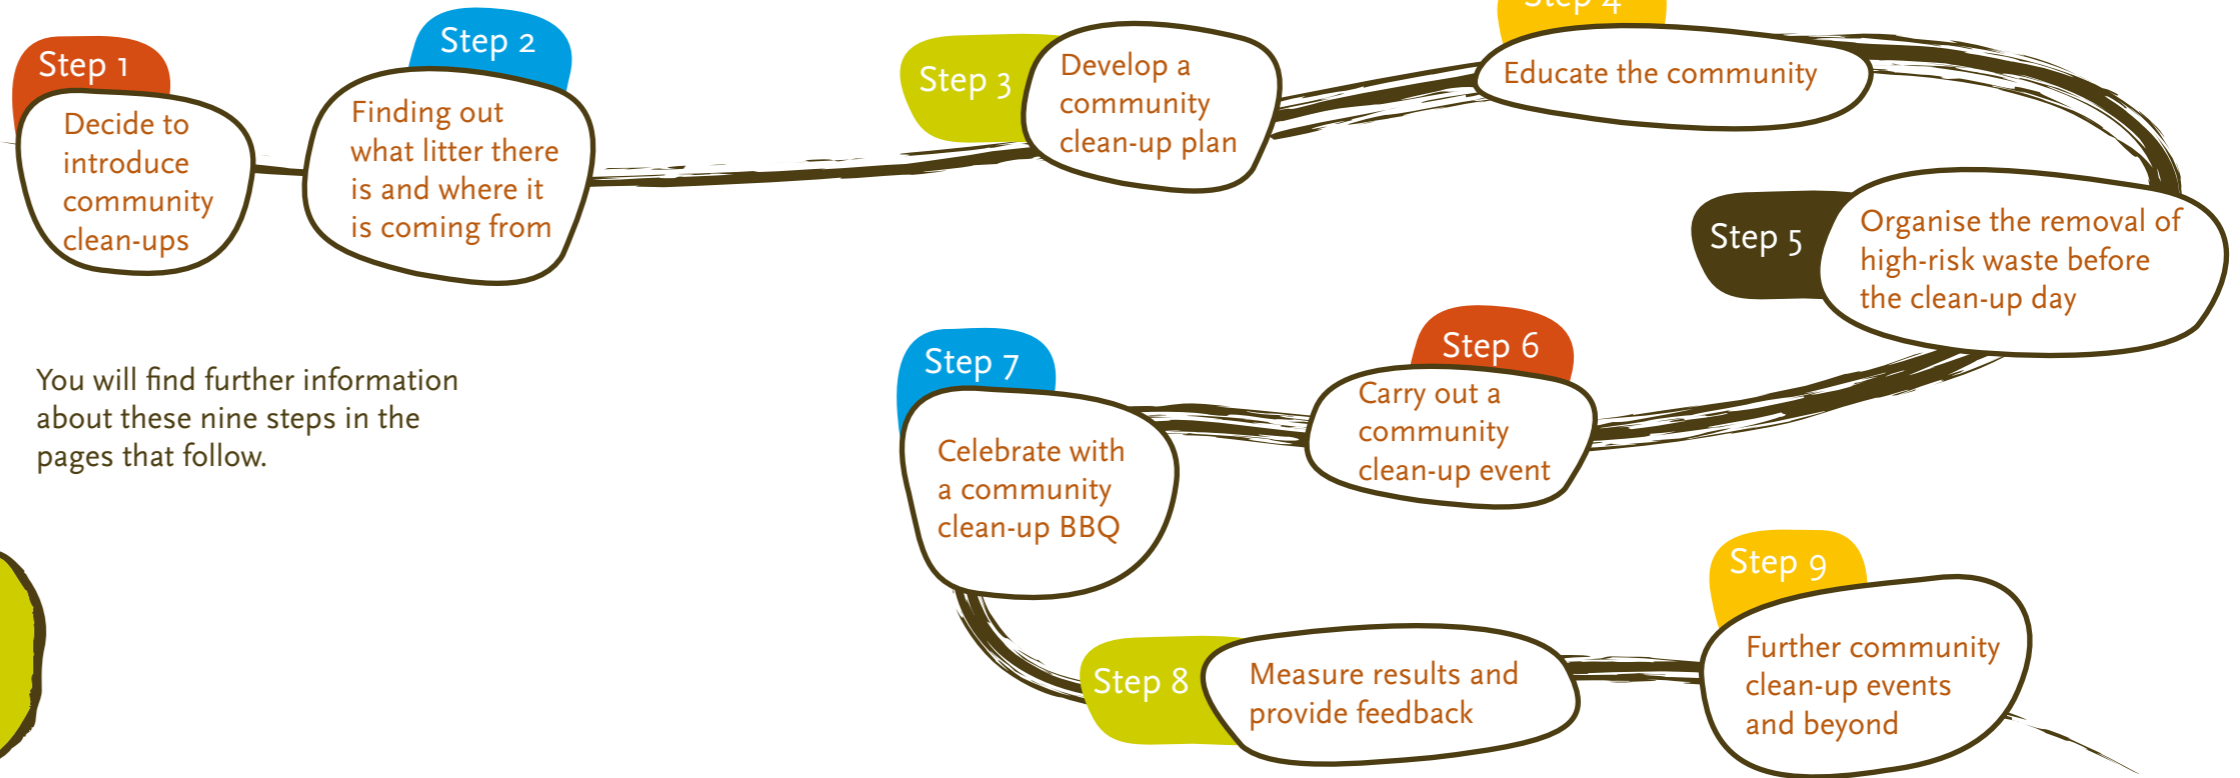 Step 1
Decide to
introduce
community
clean-ups
Step 2
Finding out
what litter there
is and where it
is coming from
Step 3
Develop a
community
clean-up plan
Step 4
Educate the community
Step 5
Organise the removal of
high-risk waste before
the clean-up day
Step 6
Carry out a
community
clean-up event
Step 7
Celebrate with
a community
clean-up BBQ
Step 8
Measure results and
provide feedback
Step 9
Further community
clean-up events
and beyond
You will find further information
about these nine steps in the
pages that follow.